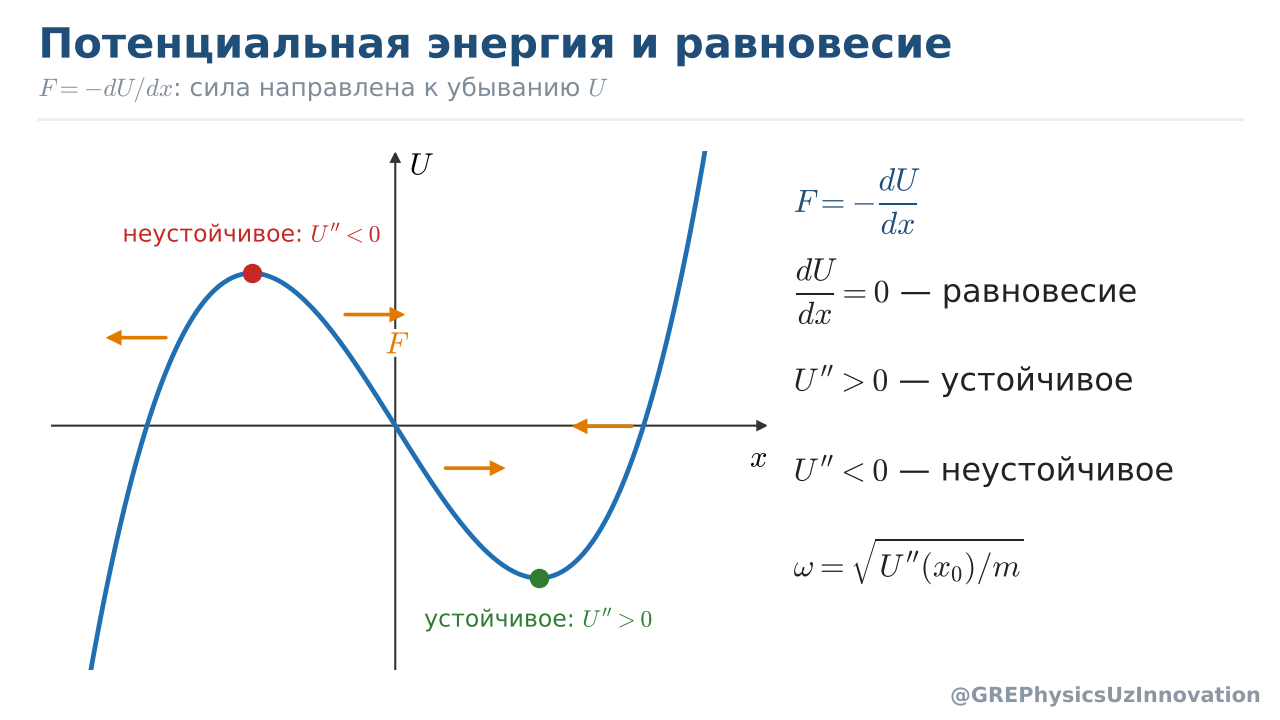 Потенциальная энергия и равновесие
F = −dU/dx: сила направлена к убыванию U
U
неустойчивое: U″ < 0
F
x
устойчивое: U″ > 0
F = −dU/dx
dU/dx = 0 — равновесие
U″ > 0 — устойчивое
U″ < 0 — неустойчивое
ω = √U″(x₀)/m
@GREPhysicsUzInnovation